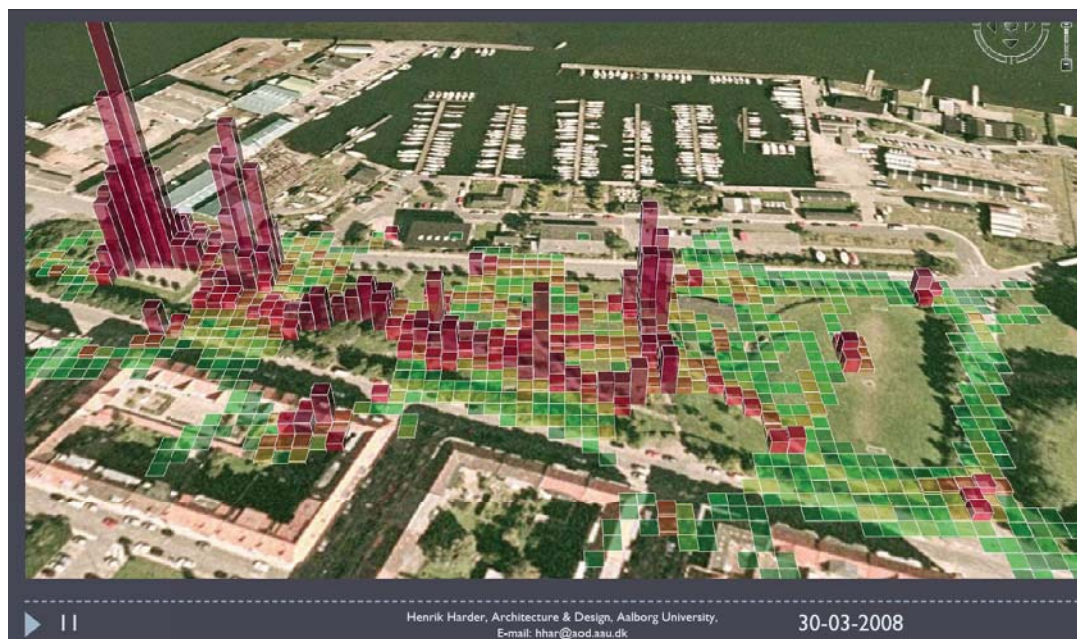 11
Henrik Harder, Architecture & Design, Aalborg University,
E-mail: hhar@aod.aau.dk
30-03-2008